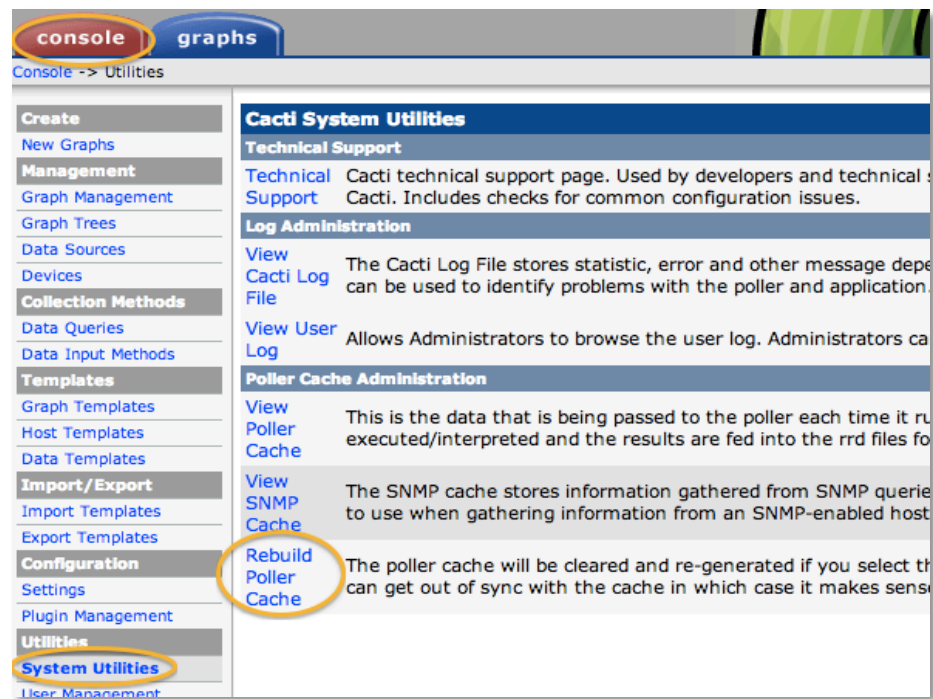 console graphs
Console -> Utilities
Create
New Graphs
Management
Graph Management
Graph Trees
Data Sources
Devices
Collection Methods
Data Queries
Data Input Methods
Templates
Graph Templates
Host Templates
Data Templates
Import/Export
Import Templates
Export Templates
Configuration
Settings
Plugin Management
Utilities
System Utilities
User Management
Cacti System Utilities
Technical Support
Technical
Support
Cacti technical support page. Used by developers and technical
Cacti. Includes checks for common configuration issues.
Log Administration
View
Cacti Log
File
The Cacti Log File stores statistic, error and other message depe
can be used to identify problems with the poller and application.
View User
Log
Allows Administrators to browse the user log. Administrators ca
Poller Cache Administration
View
Poller
Cache
This is the data that is being passed to the poller each time it ru
executed/interpreted and the results are fed into the rrd files fo
View
SNMP
Cache
The SNMP cache stores information gathered from SNMP querie
to use when gathering information from an SNMP-enabled host
Rebuild
Poller
Cache
The poller cache will be cleared and re-generated if you select th
can get out of sync with the cache in which case it makes sens